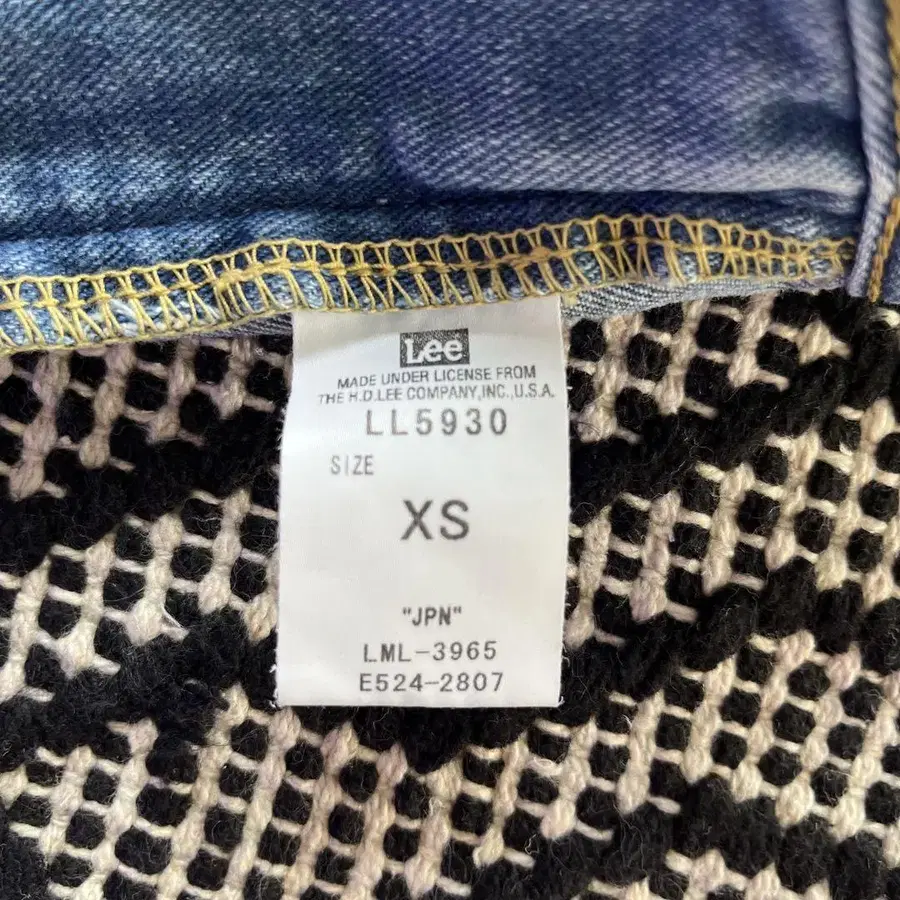 Lee
MADE UNDER LICENSE FROM
THE H.D.LEE COMPANY,INC.,U.S.A.
LL5930
SIZE
XS
"JPN"
LML-3965
E524-2807